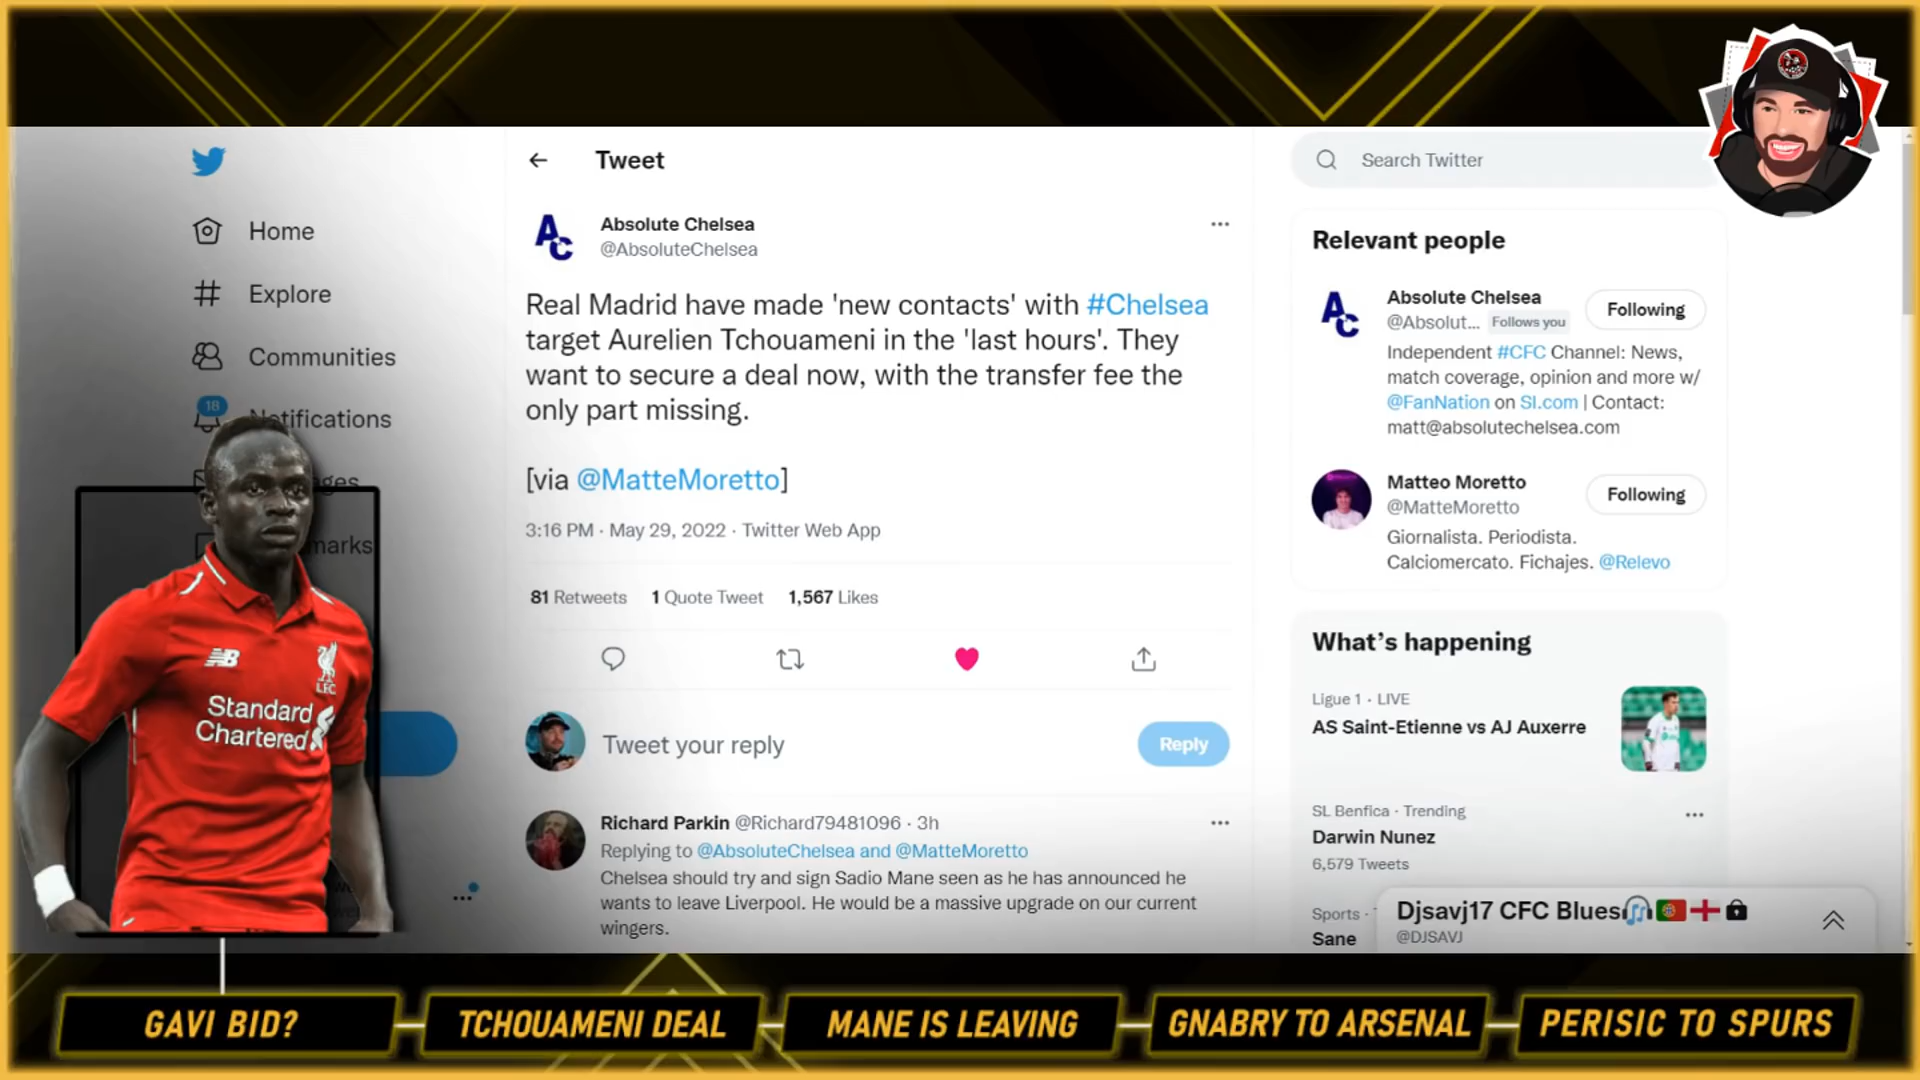 Tweet
Search Twitter
Home
Explore
Communities
18
Notifications
ges
marks
Absolute Chelsea
@AbsoluteChelsea
Real Madrid have made 'new contacts' with #Chelsea
target Aurelien Tchouameni in the 'last hours'. They
want to secure a deal now, with the transfer fee the
only part missing.
[via @MatteMoretto]
3:16 PM · May 29, 2022 · Twitter Web App
81 Retweets 1 Quote Tweet 1,567 Likes
Tweet your reply
Reply
Richard Parkin @Richard79481096 · 3h
Replying to @AbsoluteChelsea and @MatteMoretto
Chelsea should try and sign Sadio Mane seen as he has announced he
wants to leave Liverpool. He would be a massive upgrade on our current
wingers.
Relevant people
Absolute Chelsea
@Absolut... Follows you
Following
Independent #CFC Channel: News,
match coverage, opinion and more w/
@FanNation on SI.com | Contact:
matt@absolutechelsea.com
Matteo Moretto
@MatteMoretto
Following
Giornalista. Periodista.
Calciomercato. Fichajes. @Relevo
What's happening
Ligue 1 · LIVE
AS Saint-Etienne vs AJ Auxerre
SL Benfica · Trending
Darwin Nunez
6,579 Tweets
Sports ·
Sane
Djsavj17 CFC Blues
@DJSAVJ
NB
LFC
Standard
Chartered
GAVI BID?
TCHOUAMENI DEAL
MANE IS LEAVING
GNABRY TO ARSENAL
PERISIC TO SPURS